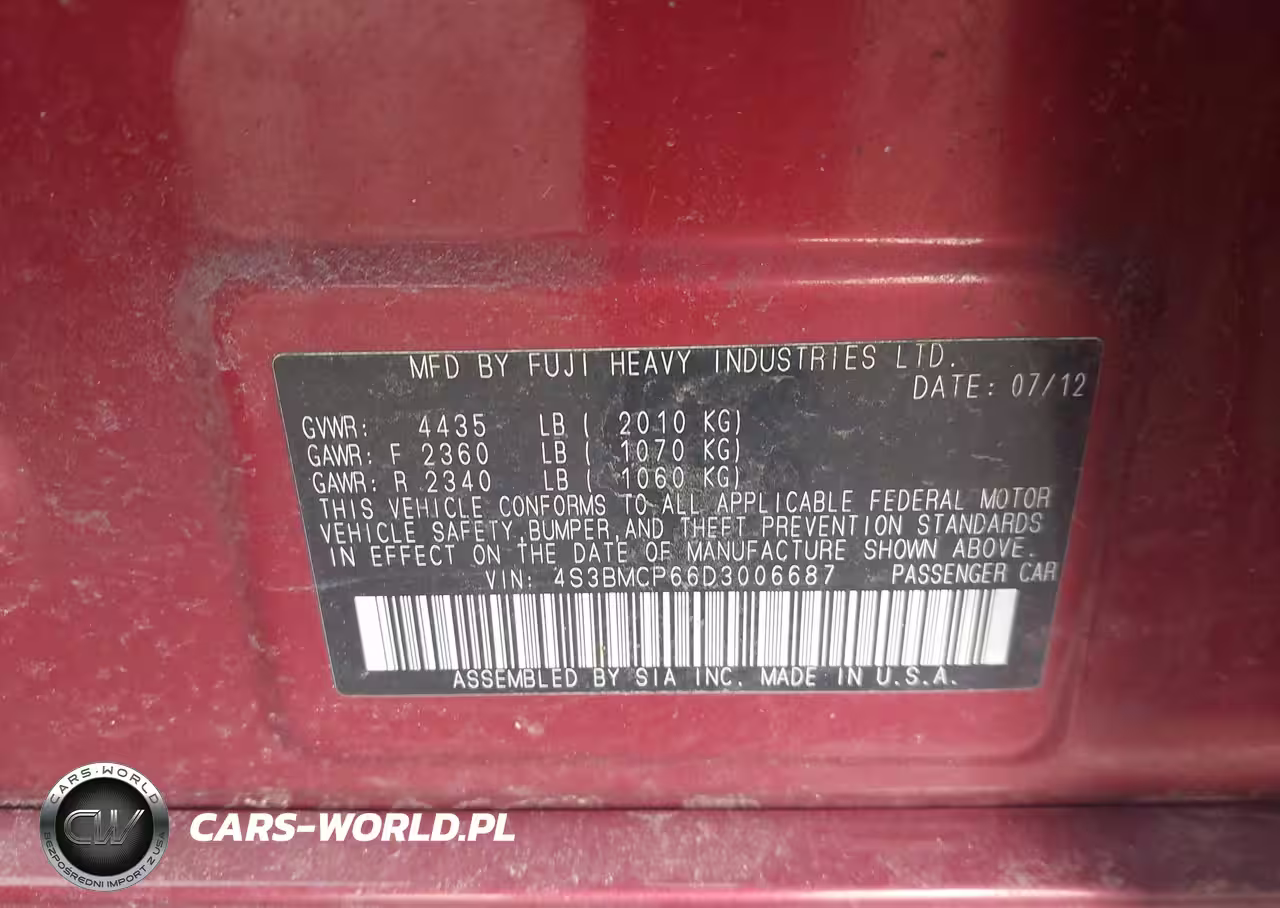 MFD BY FUJI HEAVY INDUSTRIES LTD.
DATE: 07/12
GVWR: 4435 LB ( 2010 KG)
GAWR: F 2360 LB ( 1070 KG)
GAWR: R 2340 LB ( 1060 KG)
THIS VEHICLE CONFORMS TO ALL APPLICABLE FEDERAL MOTOR
VEHICLE SAFETY,BUMPER,AND THEFT PREVENTION STANDARDS
IN EFFECT ON THE DATE OF MANUFACTURE SHOWN ABOVE.
VIN: 4S3BMCP66D3006687 PASSENGER CAR
ASSEMBLED BY SIA INC. MADE IN U.S.A.
CARS-WORLD
CW
BEZPOŚREDNI IMPORT Z USA
CARS-WORLD.PL